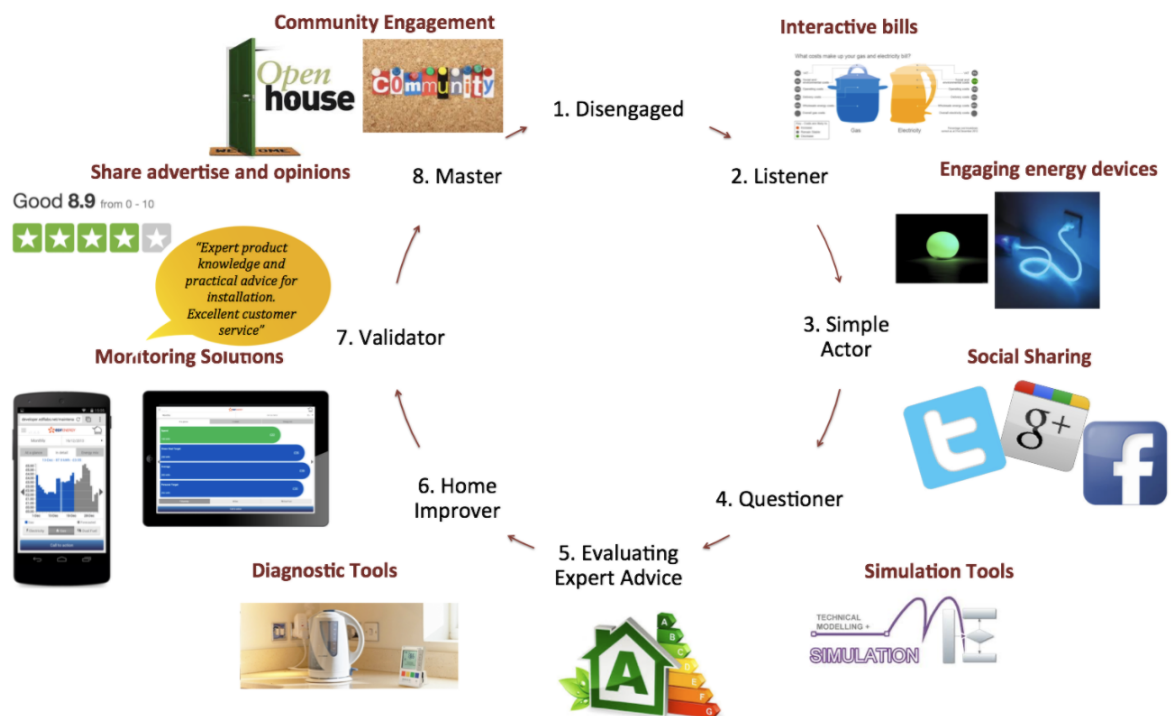 Community Engagement
Open
house
WELCOME
Community
Interactive bills
What costs make up your gas and electricity bill?
Gas
Electricity
1. Disengaged
2. Listener
Engaging energy devices
3. Simple
Actor
Social Sharing
g+
f
4. Questioner
Simulation Tools
TECHNICAL
MODELLING +
SIMULATION
5. Evaluating
Expert Advice
A
A
B
C
D
E
F
G
6. Home
Improver
Diagnostic Tools
7. Validator
Monitoring Solutions
8. Master
Share advertise and opinions
Good 8.9 from 0 - 10
"Expert product
knowledge and
practical advice for
installation.
Excellent customer
service"